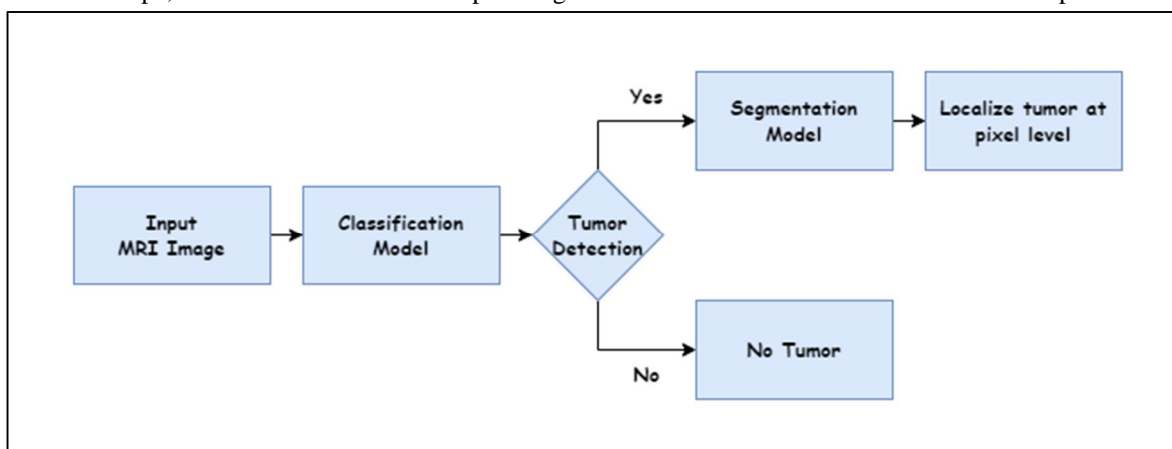 Yes
Segmentation
Model
Localize tumor at
pixel level
Input
MRI Image
Classification
Model
Tumor
Detection
No Tumor
No